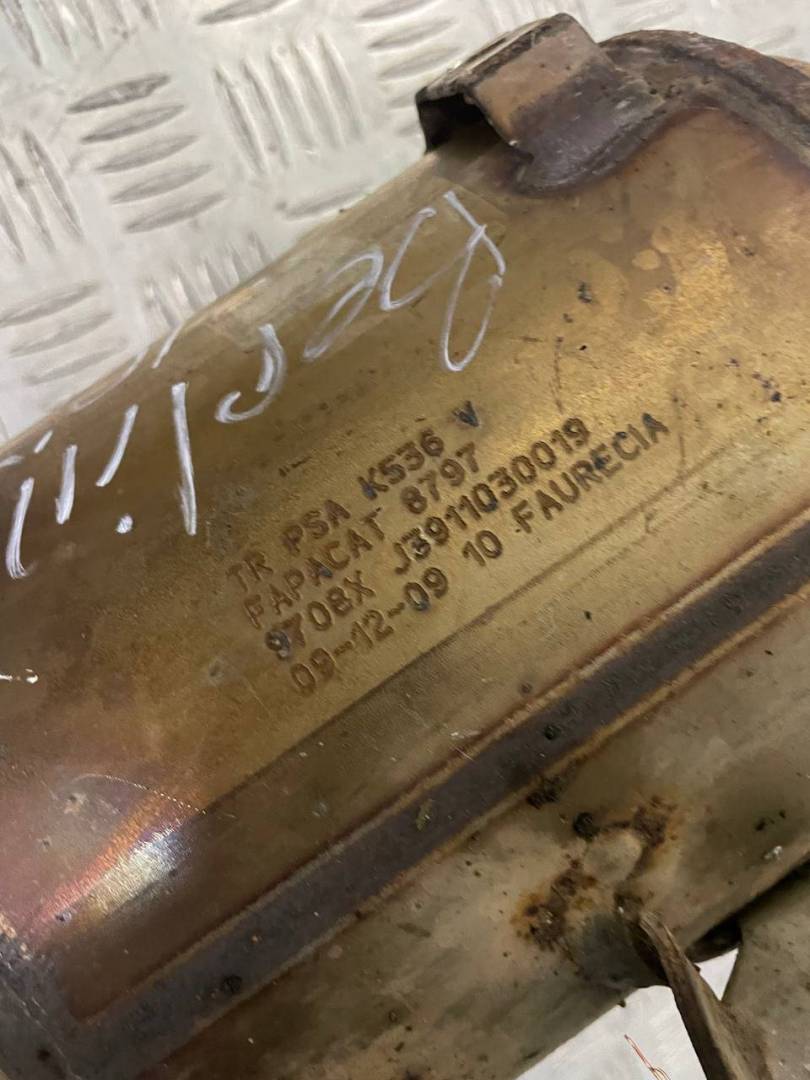 TR PSA K536 V
FAPACAT 8797
9708X J3911030019
09-12-09 10 FAURECIA